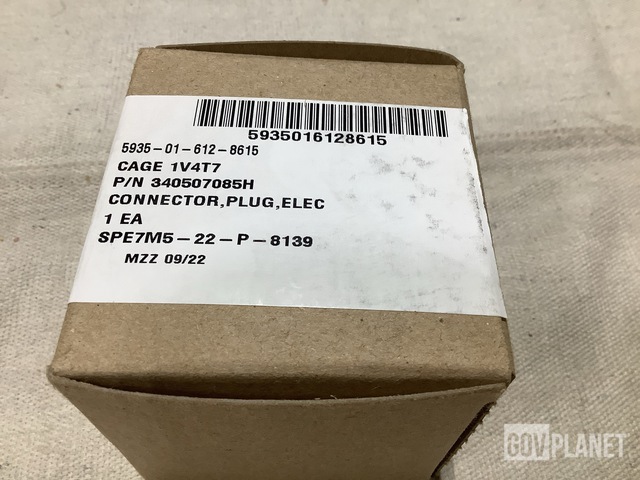 5935016128615
5935-01-612-8615
CAGE 1V4T7
P/N 340507085H
CONNECTOR,PLUG,ELEC
1 EA
SPE7M5-22-P-8139
MZZ 09/22
GOVPLANET